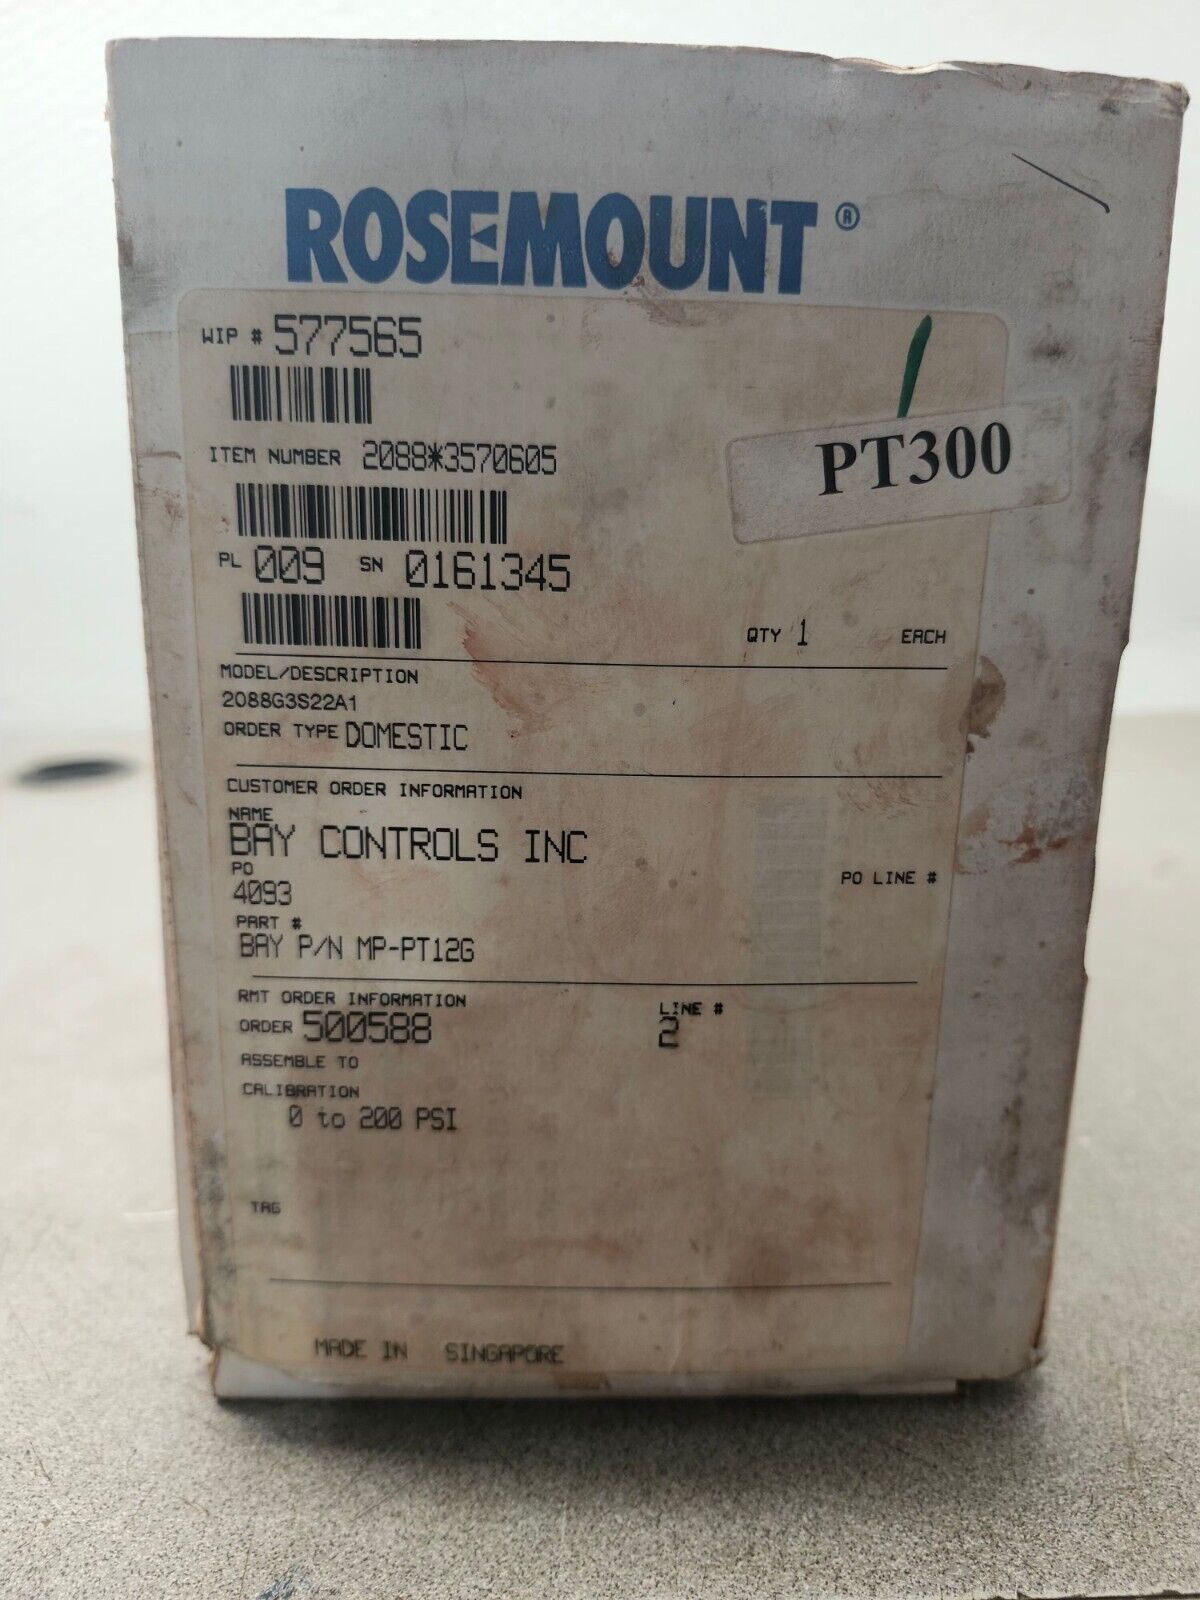 ROSEMOUNT®
WIP # 577565
ITEM NUMBER 2088*3570605
PT300
PL 009 SN 0161345
QTY 1 EACH
MODEL/DESCRIPTION
2088G3S22A1
ORDER TYPE DOMESTIC
CUSTOMER ORDER INFORMATION
NAME
BAY CONTROLS INC
PO
PO LINE #
4093
PART #
BAY P/N MP-PT12G
RMT ORDER INFORMATION
LINE #
ORDER 500588
2
ASSEMBLE TO
CALIBRATION
0 to 200 PSI
TAG
MADE IN SINGAPORE